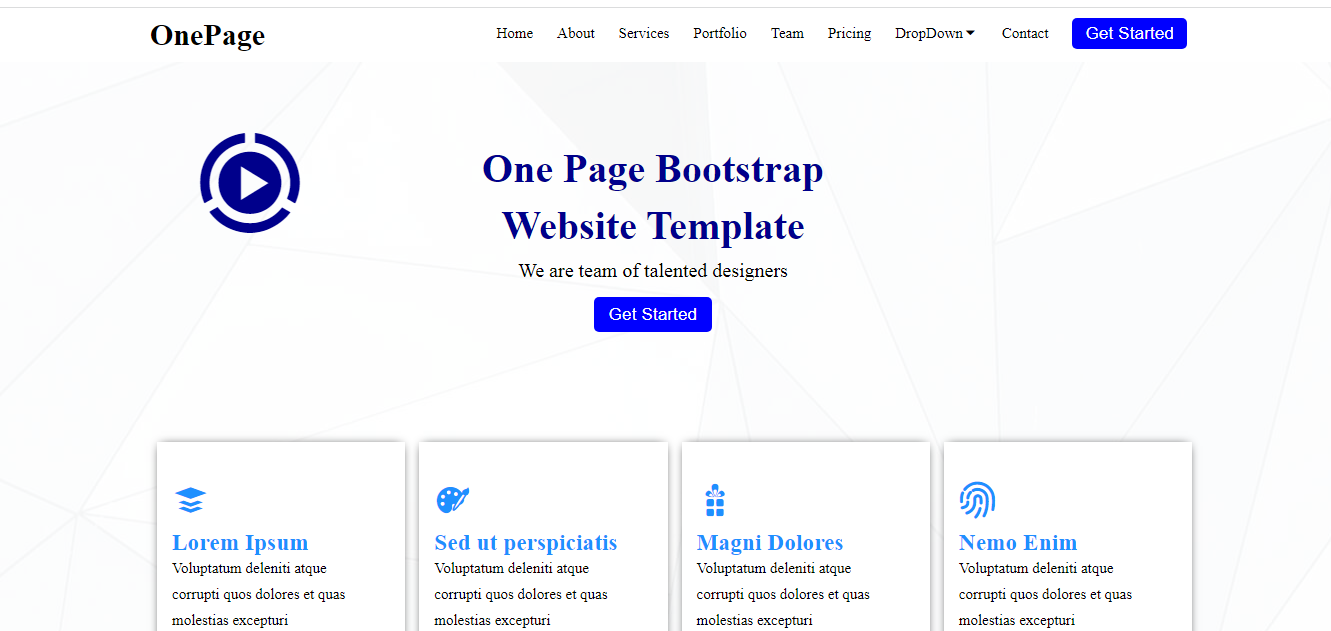 OnePage
Home About Services Portfolio Team Pricing DropDown Contact Get Started
One Page Bootstrap
Website Template
We are team of talented designers
Get Started
Lorem Ipsum
Voluptatum deleniti atque
corrupti quos dolores et quas
molestias excepturi
Sed ut perspiciatis
Voluptatum deleniti atque
corrupti quos dolores et quas
molestias excepturi
Magni Dolores
Voluptatum deleniti atque
corrupti quos dolores et quas
molestias excepturi
Nemo Enim
Voluptatum deleniti atque
corrupti quos dolores et quas
molestias excepturi